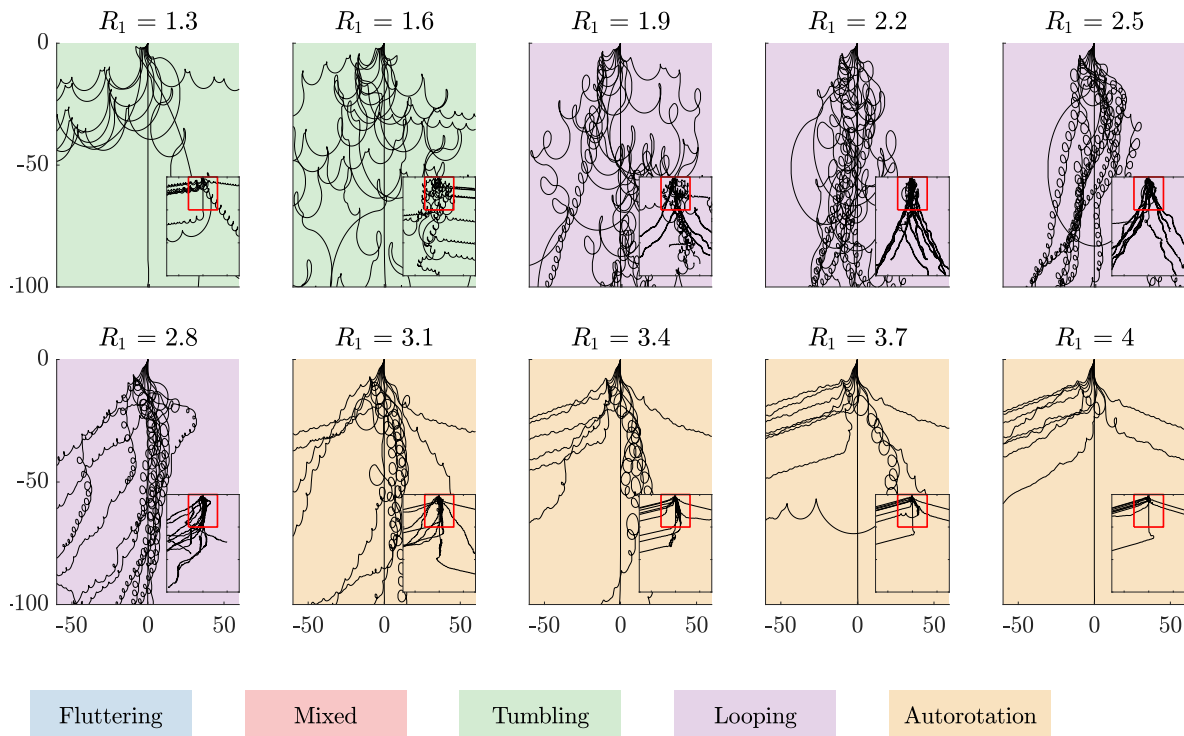 R₁ = 1.3 R₁ = 1.6 R₁ = 1.9 R₁ = 2.2 R₁ = 2.5
0
-50
-100
R₁ = 2.8 R₁ = 3.1 R₁ = 3.4 R₁ = 3.7 R₁ = 4
0
-50
-100
-50 0 50 -50 0 50 -50 0 50 -50 0 50 -50 0 50
Fluttering Mixed Tumbling Looping Autorotation